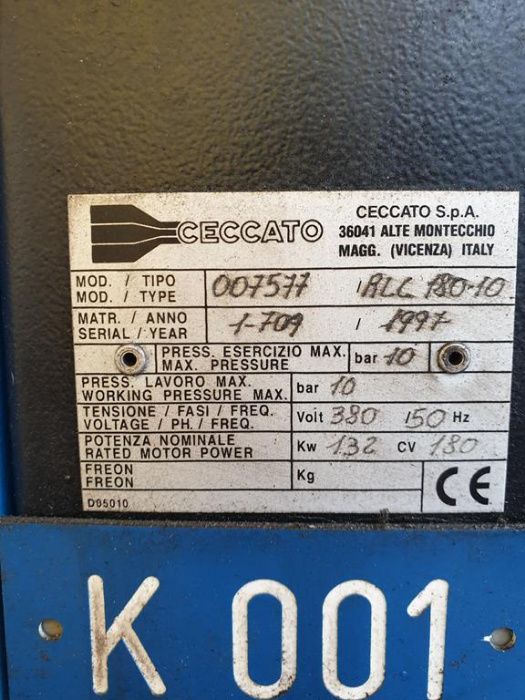 CECCATO
CECCATO S.p.A.
36041 ALTE MONTECCHIO
MAGG. (VICENZA) ITALY
MOD. / TIPO
MOD. / TYPE
007577 / RLC 180-10
MATR. / ANNO
SERIAL / YEAR
1-709 / 1997
PRESS. ESERCIZIO MAX.
MAX. PRESSURE
bar 10
PRESS. LAVORO MAX.
WORKING PRESSURE MAX.
bar 10
TENSIONE / FASI / FREQ.
VOLTAGE / PH. / FREQ.
Volt 380 / 50 Hz
POTENZA NOMINALE
RATED MOTOR POWER
Kw 132 CV 180
FREON
FREON
Kg
CE
D05010
K 001